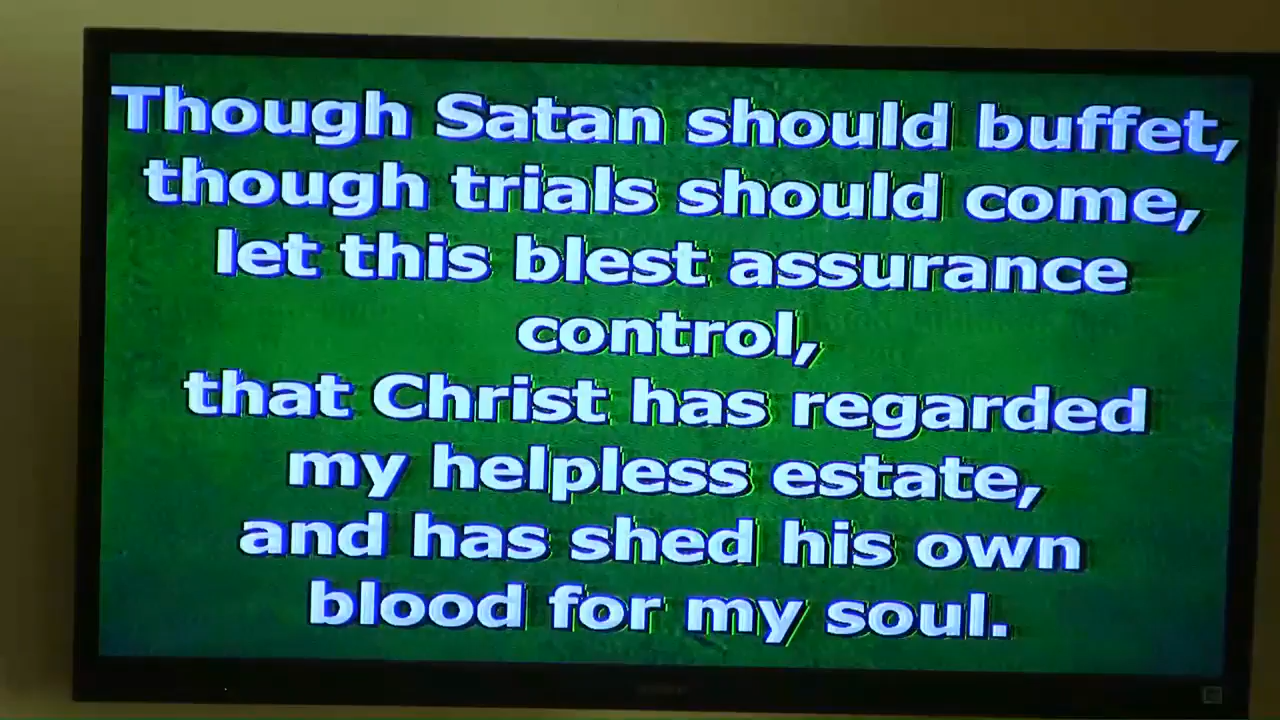 Though Satan should buffet,
though trials should come,
let this blest assurance
control,
that Christ has regarded
my helpless estate,
and has shed his own
blood for my soul.